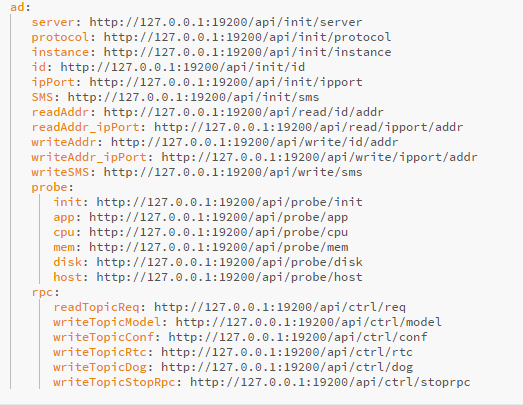 ad:
server: http://127.0.0.1:19200/api/init/server
protocol: http://127.0.0.1:19200/api/init/protocol
instance: http://127.0.0.1:19200/api/init/instance
id: http://127.0.0.1:19200/api/init/id
ipPort: http://127.0.0.1:19200/api/init/ipport
SMS: http://127.0.0.1:19200/api/init/sms
readAddr: http://127.0.0.1:19200/api/read/id/addr
readAddr_ipPort: http://127.0.0.1:19200/api/read/ipport/addr
writeAddr: http://127.0.0.1:19200/api/write/id/addr
writeAddr_ipPort: http://127.0.0.1:19200/api/write/ipport/addr
writeSMS: http://127.0.0.1:19200/api/write/sms
probe:
init: http://127.0.0.1:19200/api/probe/init
app: http://127.0.0.1:19200/api/probe/app
cpu: http://127.0.0.1:19200/api/probe/cpu
mem: http://127.0.0.1:19200/api/probe/mem
disk: http://127.0.0.1:19200/api/probe/disk
host: http://127.0.0.1:19200/api/probe/host
rpc:
readTopicReq: http://127.0.0.1:19200/api/ctrl/req
writeTopicModel: http://127.0.0.1:19200/api/ctrl/model
writeTopicConf: http://127.0.0.1:19200/api/ctrl/conf
writeTopicRtc: http://127.0.0.1:19200/api/ctrl/rtc
writeTopicDog: http://127.0.0.1:19200/api/ctrl/dog
writeTopicStopRpc: http://127.0.0.1:19200/api/ctrl/stoprpc